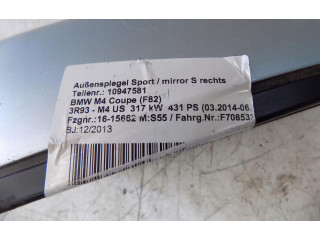 Außenspiegel Sport / mirror S rechts
Teilenr.: 10947581
BMW M4 Coupe (F82)
3R93 - M4 US 317 kW 431 PS (03.2014-06.
Fzgnr.:16-15662 M:S55 / Fahrg.Nr.:F70853
BJ:12/2013